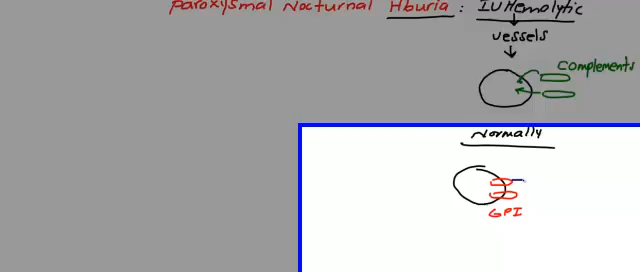 Paroxysmal Nocturnal Hburia : IV Hemolytic
vessels
complements
Normally
GPI